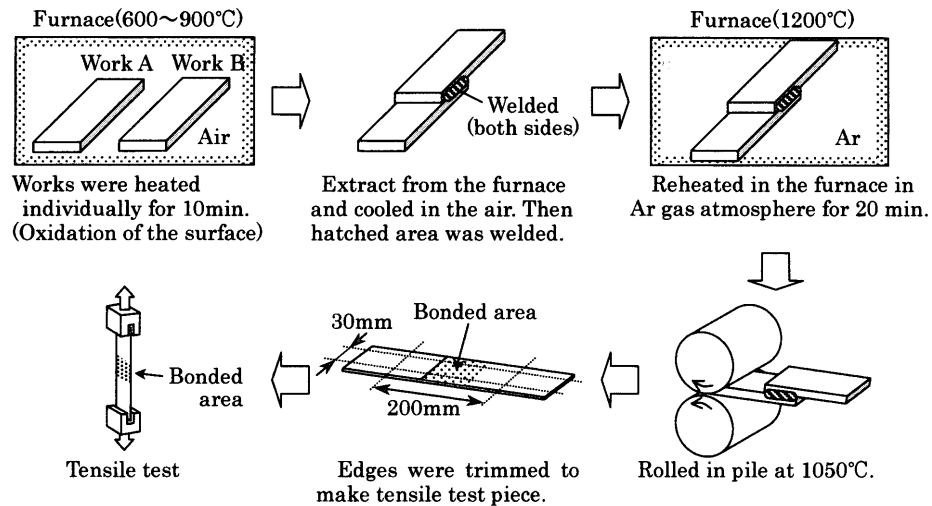 Furnace(600～900℃)
Work A
Work B
Air
Works were heated
individually for 10min.
(Oxidation of the surface)
Welded
(both sides)
Extract from the furnace
and cooled in the air. Then
hatched area was welded.
Furnace(1200℃)
Ar
Reheated in the furnace in
Ar gas atmosphere for 20 min.
Rolled in pile at 1050℃.
30mm
Bonded area
200mm
Edges were trimmed to
make tensile test piece.
Bonded
area
Tensile test